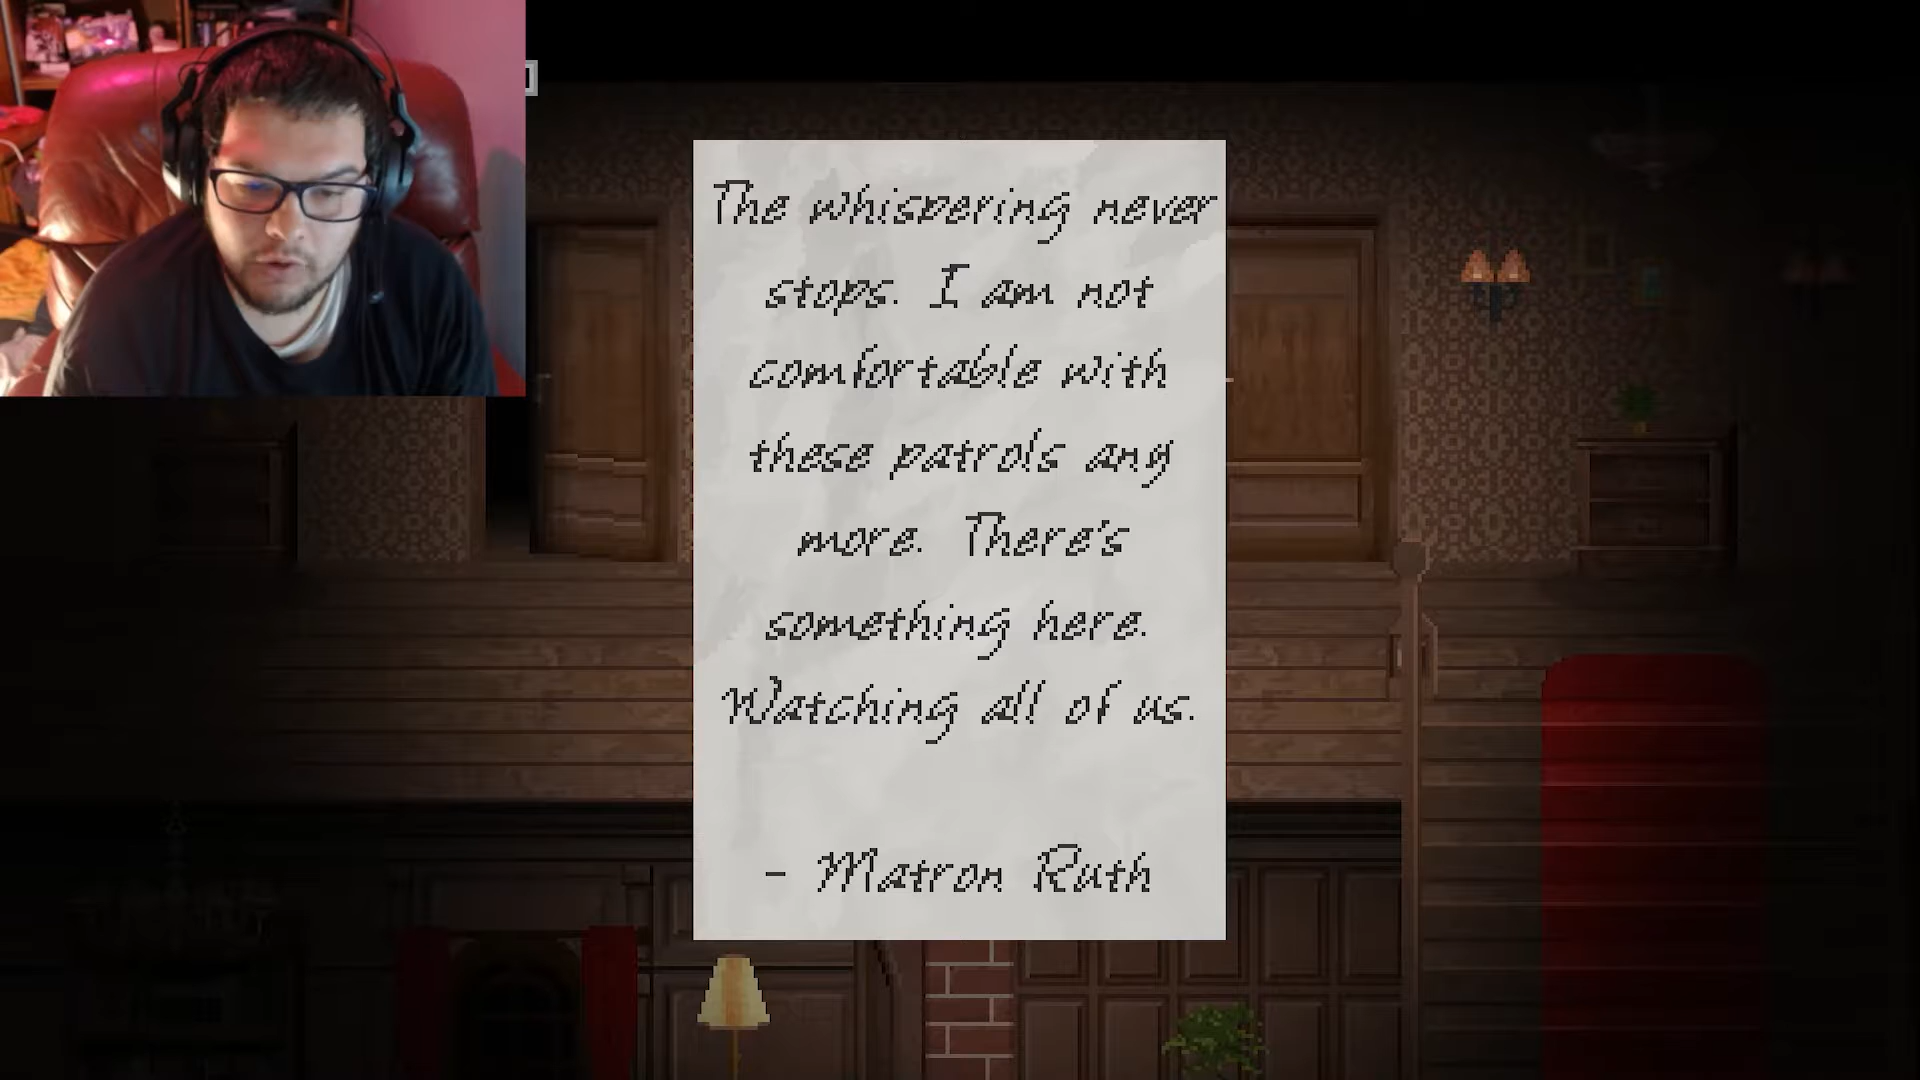 The whispering never
stops. I am not
comfortable with
these patrols any
more. There's
something here.
Watching all of us.
- Matron Ruth